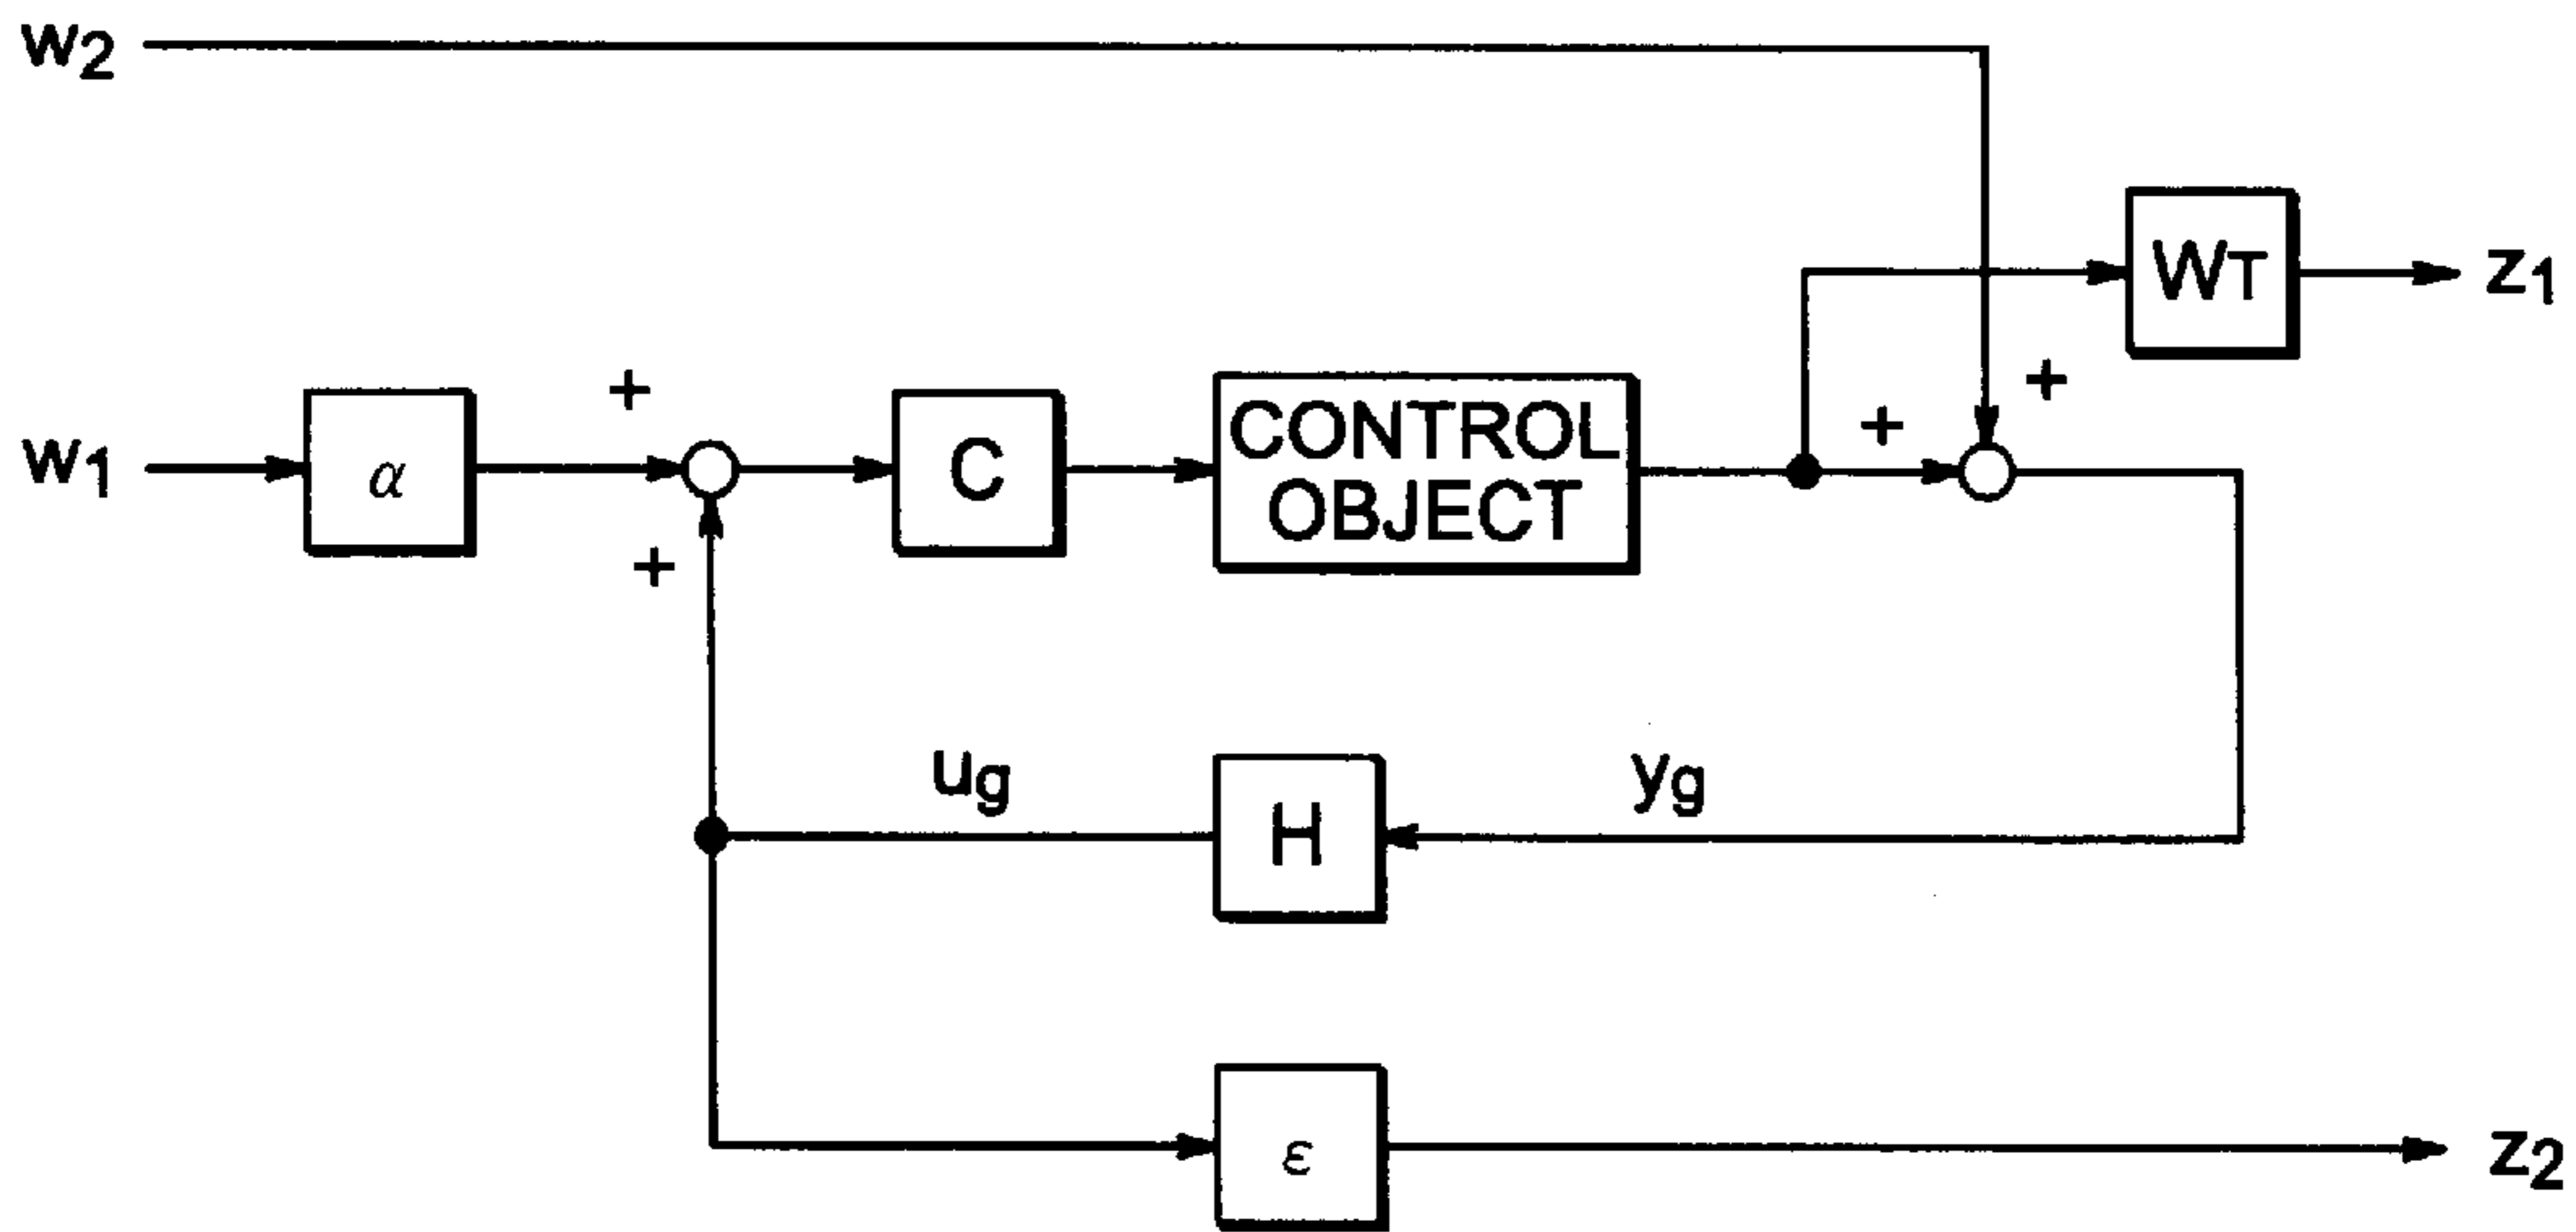 w2
WT
z1
+
+
+
w1
α
C
CONTROL
OBJECT
+
ug
H
yg
ε
z2